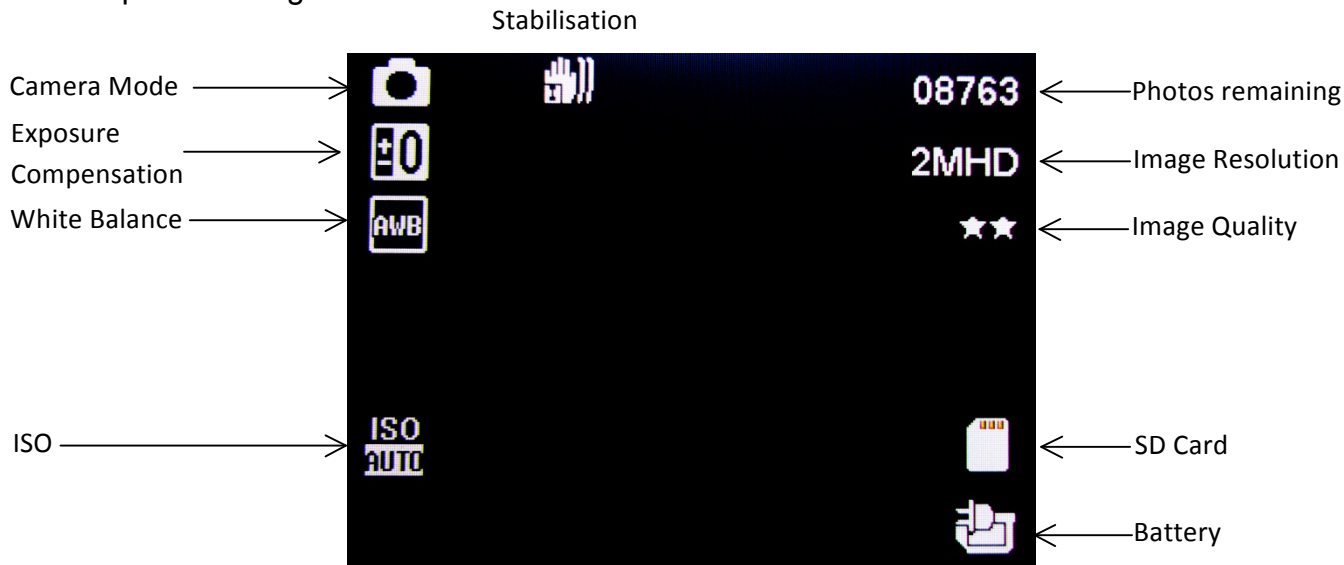 Stabilisation
Camera Mode
08763
Photos remaining
Exposure
Compensation
±0
2MHD
Image Resolution
White Balance
AWB
Image Quality
ISO
ISO
AUTO
SD Card
Battery